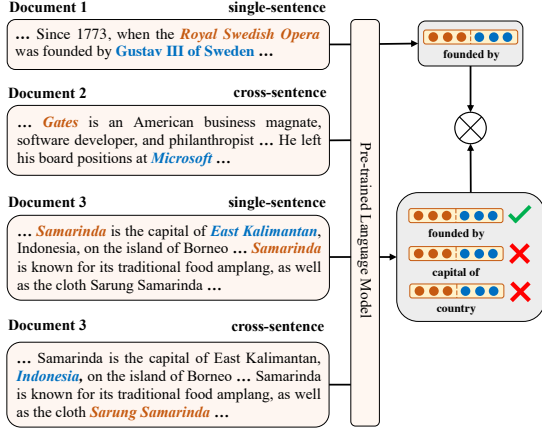 Document 1 single-sentence
... Since 1773, when the Royal Swedish Opera
was founded by Gustav III of Sweden ...
Document 2 cross-sentence
... Gates is an American business magnate,
software developer, and philanthropist ... He left
his board positions at Microsoft ...
Document 3 single-sentence
... Samarinda is the capital of East Kalimantan,
Indonesia, on the island of Borneo ... Samarinda
is known for its traditional food amplang, as well
as the cloth Sarung Samarinda ...
Document 3 cross-sentence
... Samarinda is the capital of East Kalimantan,
Indonesia, on the island of Borneo ... Samarinda
is known for its traditional food amplang, as well
as the cloth Sarung Samarinda ...
Pre-trained Language Model
founded by
founded by
capital of
country